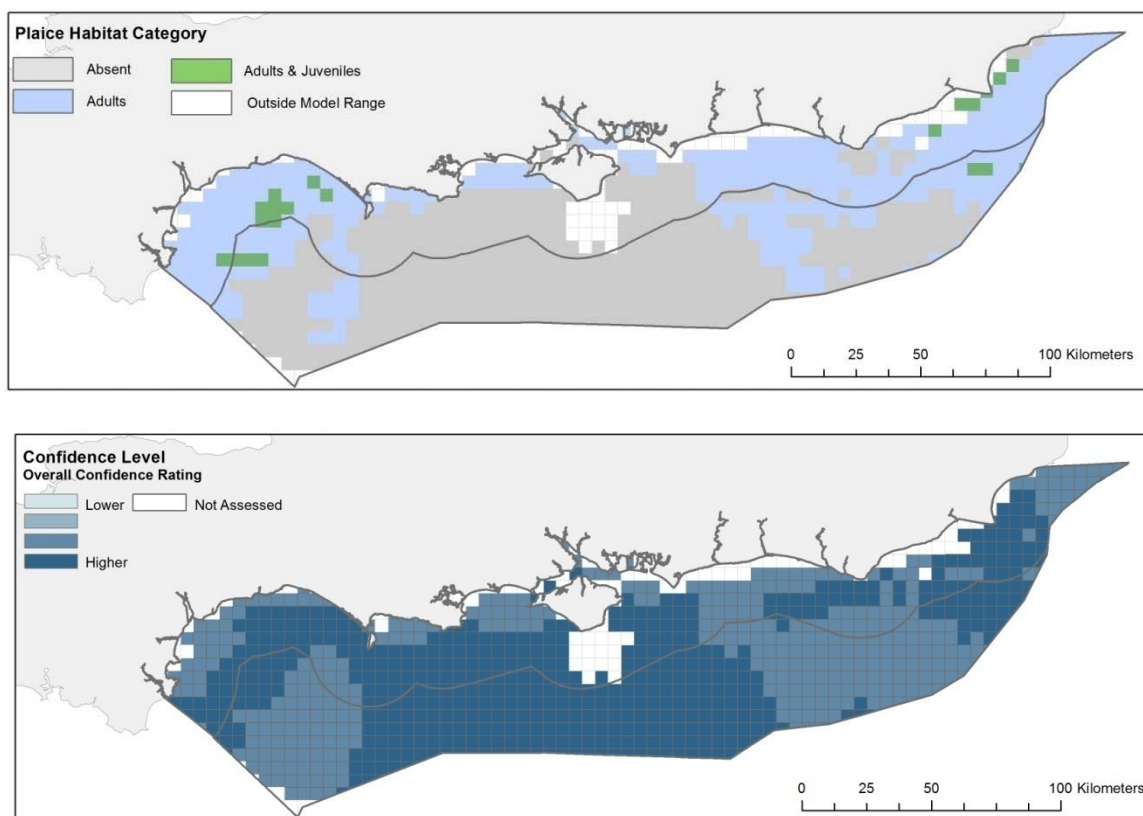 Plaice Habitat Category
Absent
Adults & Juveniles
Adults
Outside Model Range
0 25 50 100 Kilometers
Confidence Level
Overall Confidence Rating
Lower
Not Assessed
Higher
0 25 50 100 Kilometers